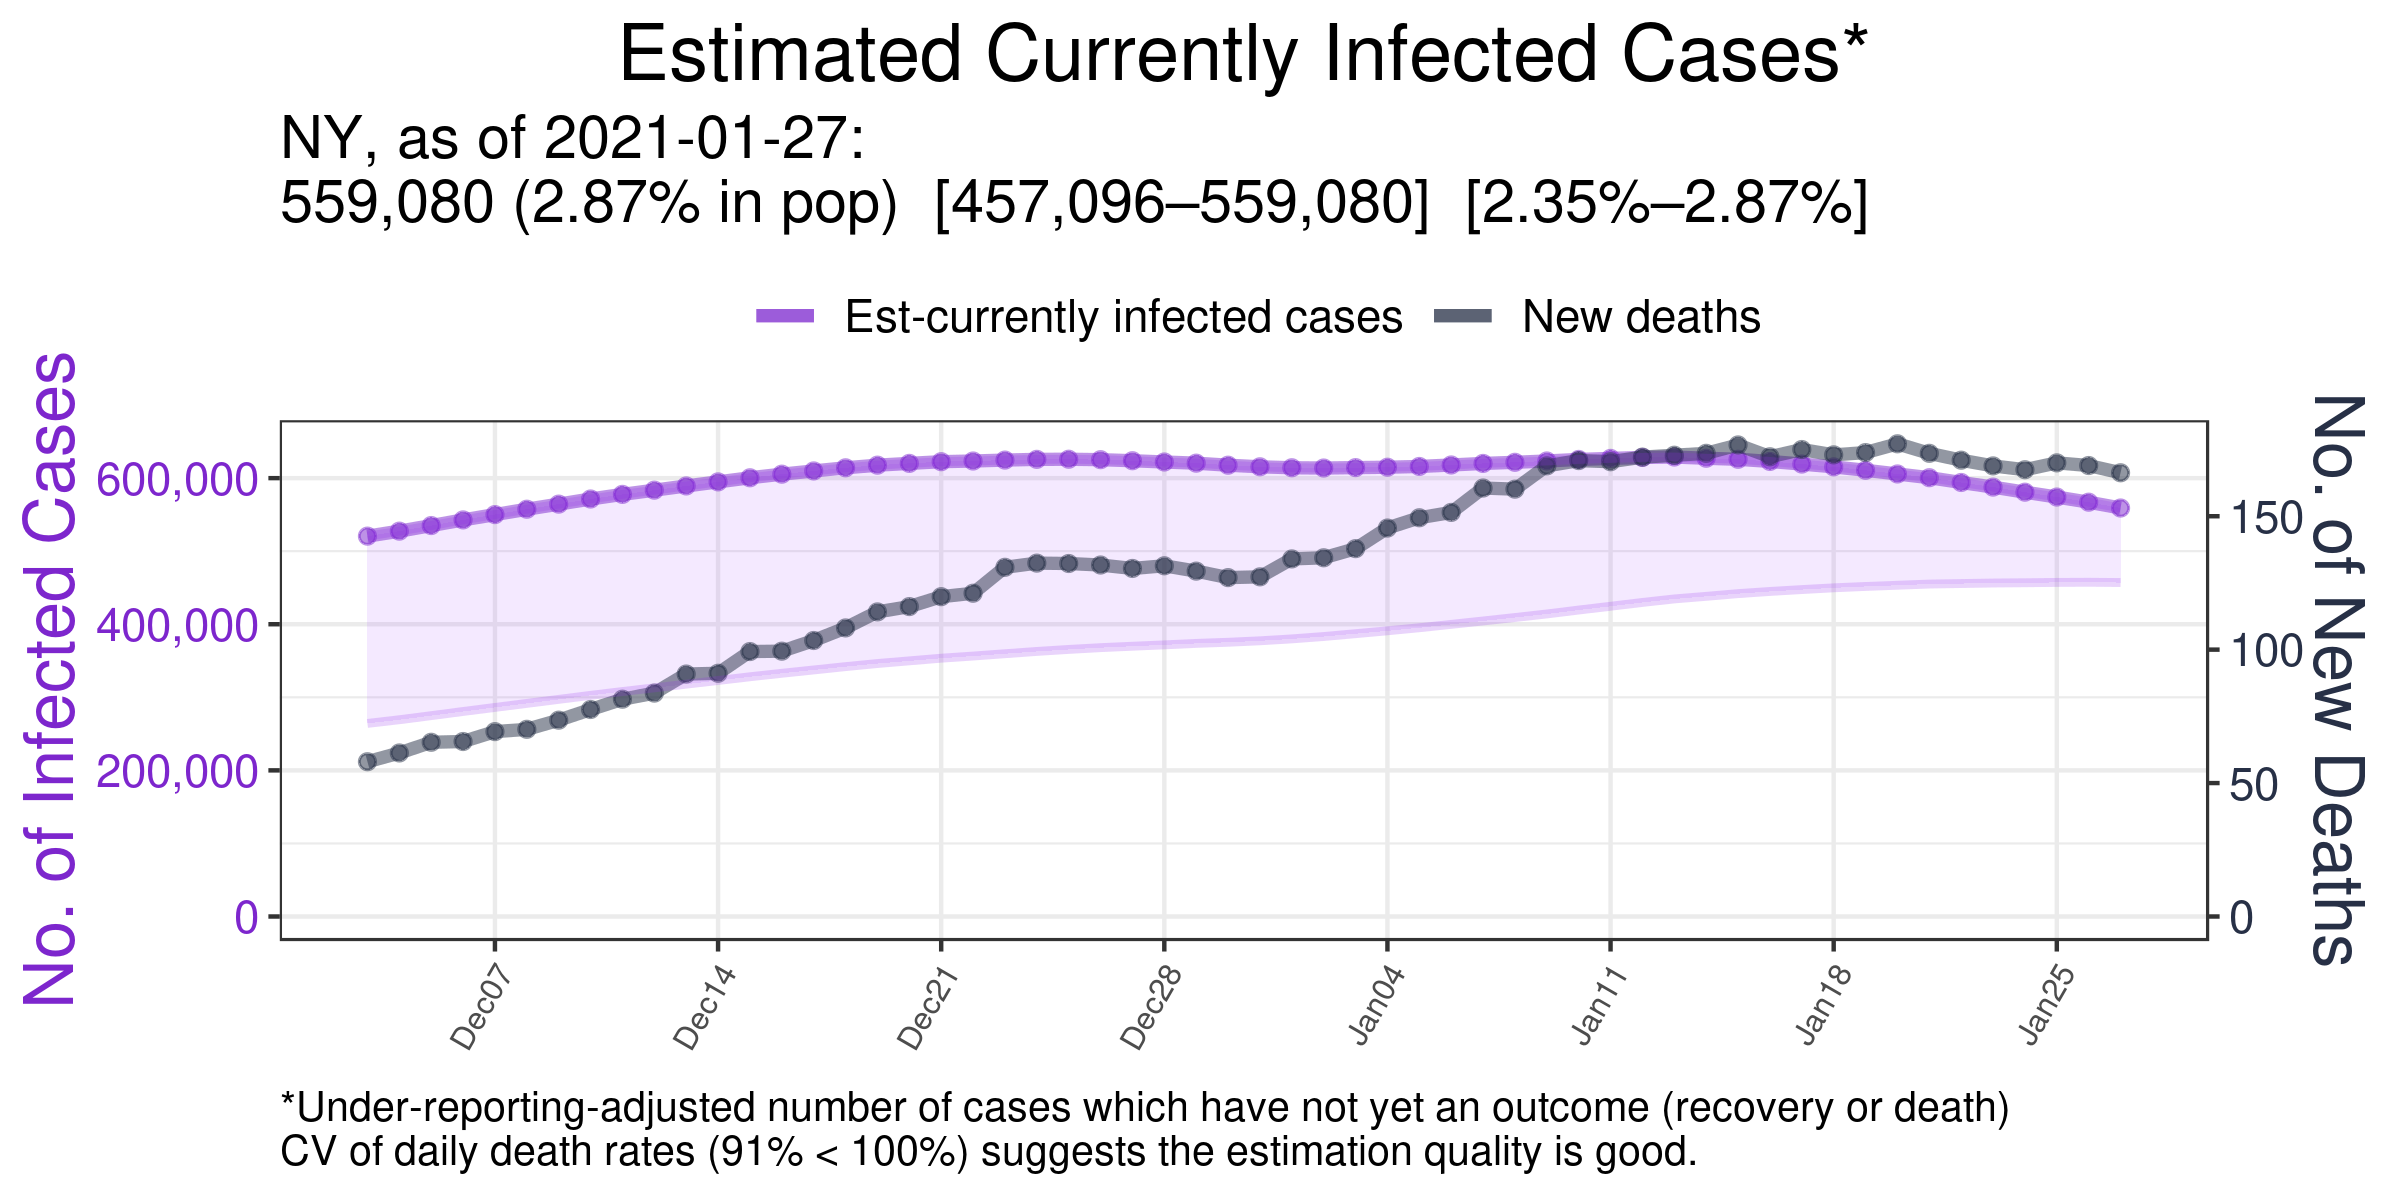 Estimated Currently Infected Cases*
NY, as of 2021-01-27:
559,080 (2.87% in pop)  [457,096–559,080]  [2.35%–2.87%]
Est-currently infected cases
New deaths
No. of Infected Cases
600,000
400,000
200,000
0
150
100
50
0
No. of New Deaths
Dec07
Dec14
Dec21
Dec28
Jan04
Jan11
Jan18
Jan25
*Under-reporting-adjusted number of cases which have not yet an outcome (recovery or death)
CV of daily death rates (91% < 100%) suggests the estimation quality is good.